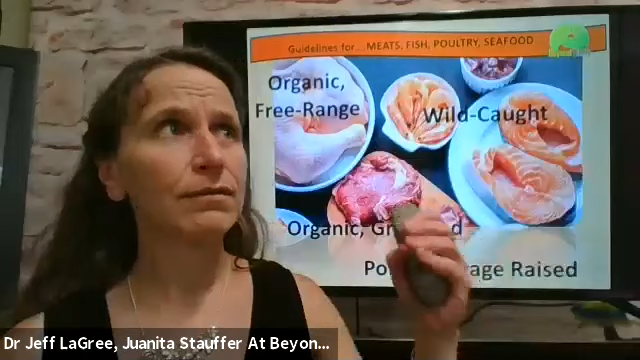 Guidelines for....MEATS, FISH, POULTRY, SEAFOOD
Organic,
Free-Range
Wild-Caught
Organic,
Raised
Dr Jeff LaGree, Juanita Stauffer At Beyon...